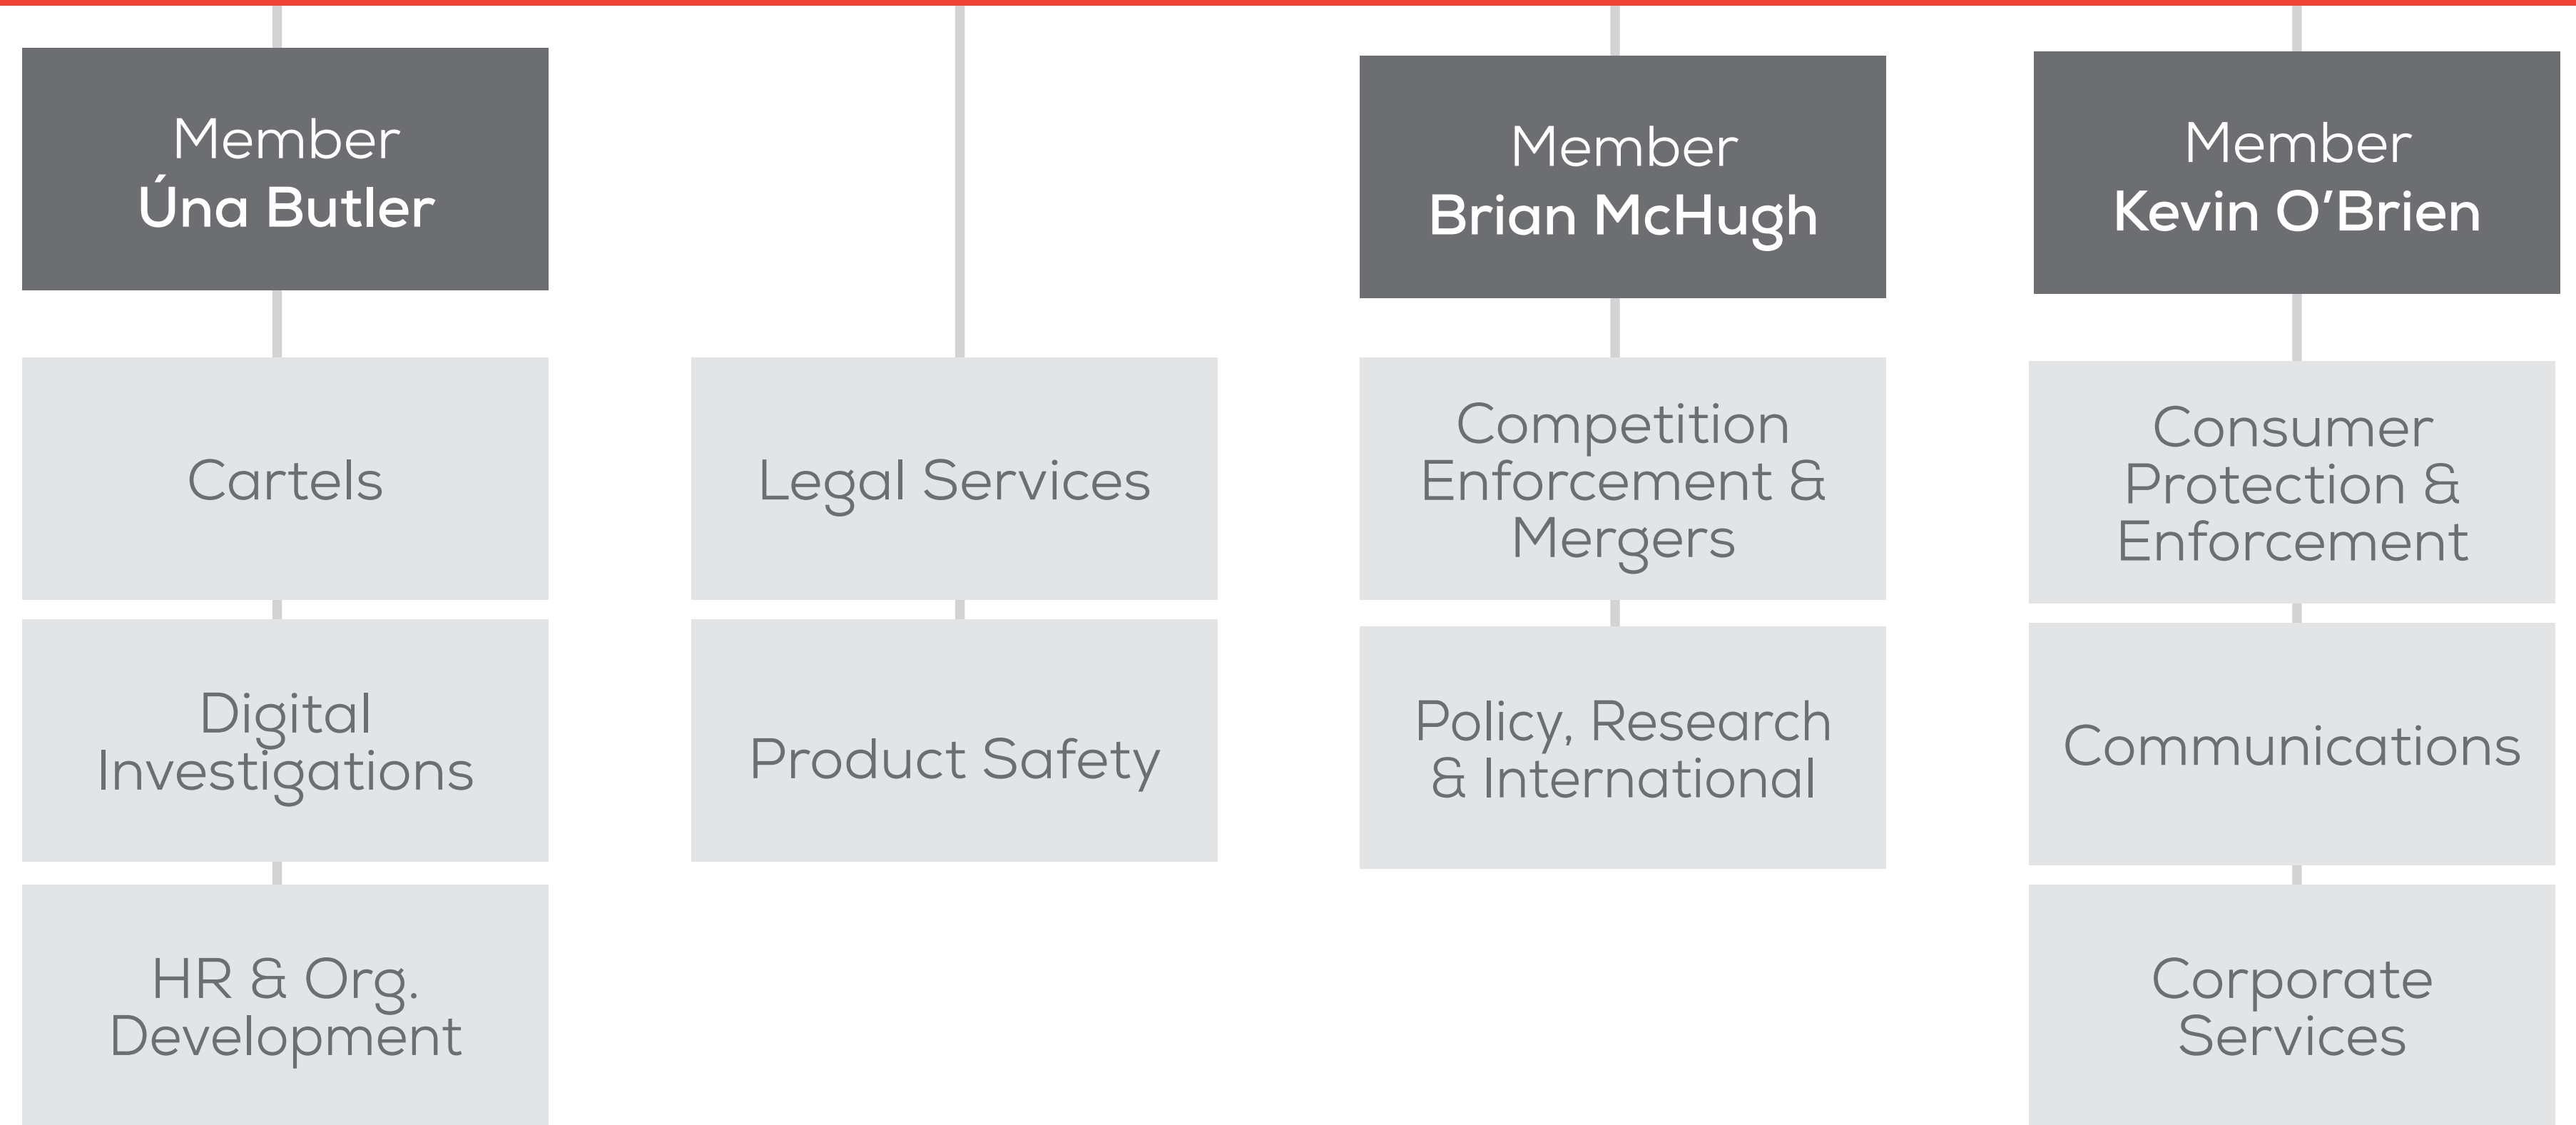 Member
Úna Butler
Member
Brian McHugh
Member
Kevin O’Brien
Cartels
Legal Services
Competition
Enforcement &
Mergers
Consumer
Protection &
Enforcement
Digital
Investigations
Product Safety
Policy, Research
& International
Communications
HR & Org.
Development
Corporate
Services